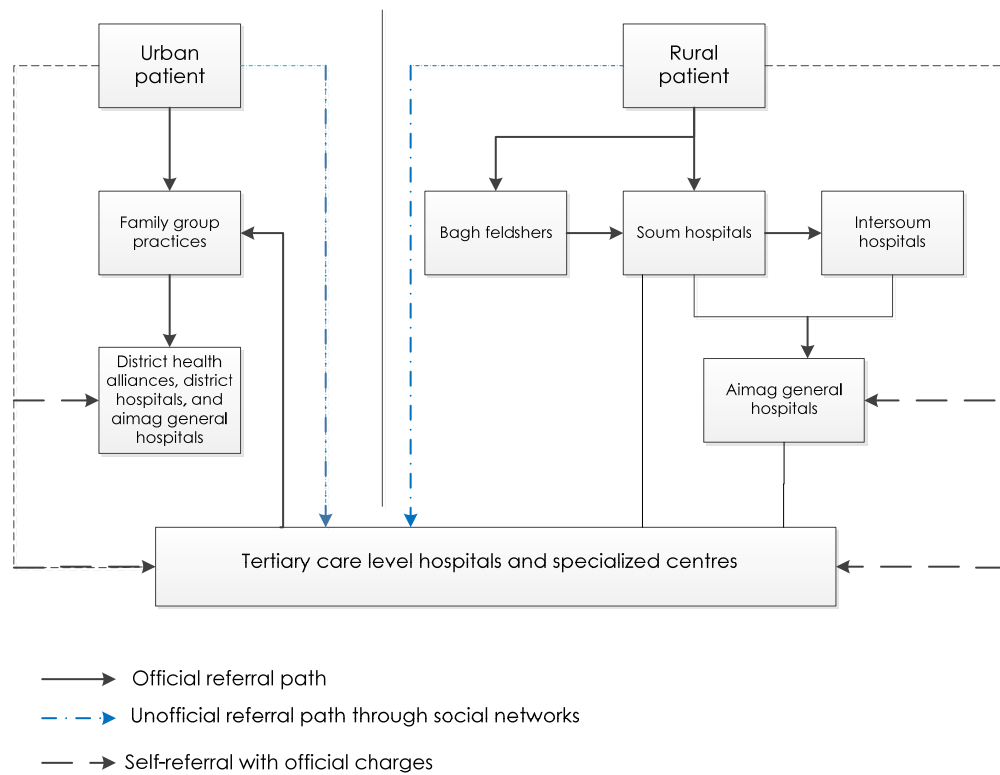 Urban
patient
Rural
patient
Family group
practices
Bagh feldshers
Soum hospitals
Intersoum
hospitals
District health
alliances, district
hospitals, and
aimag general
hospitals
Aimag general
hospitals
Tertiary care level hospitals and specialized centres
Official referral path
Unofficial referral path through social networks
Self-referral with official charges